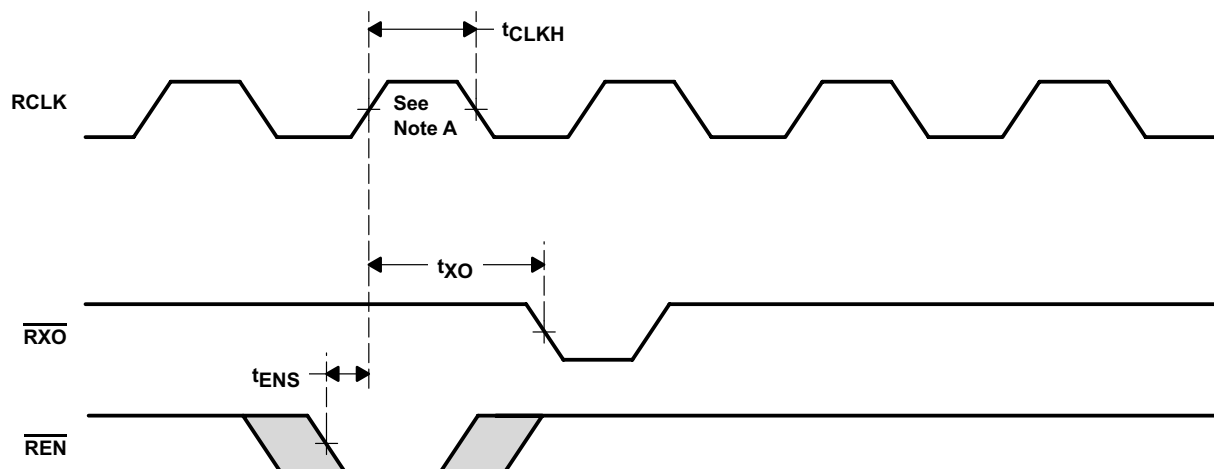 tCLKH
RCLK
See
Note A
tXO
RXO
tENS
REN